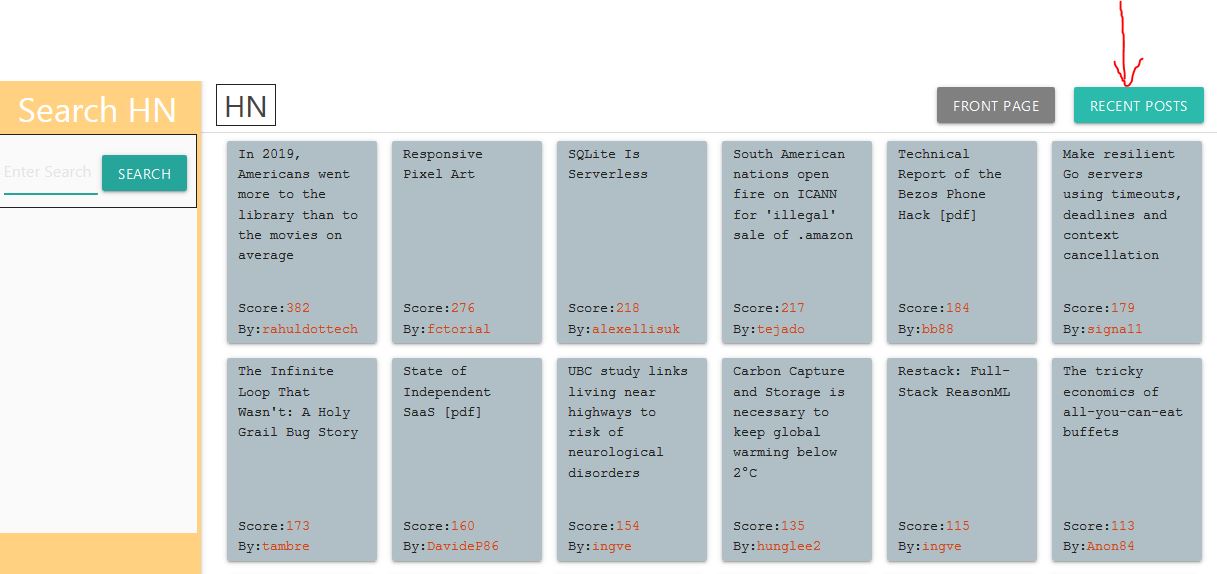 Search HN
Enter Search
SEARCH
HN
FRONT PAGE
RECENT POSTS
In 2019,
Americans went
more to the
library than to
the movies on
average
Score:382
By:rahuldottech
Responsive
Pixel Art
Score:276
By:fctorial
SQLite Is
Serverless
Score:218
By:alexellisuk
South American
nations open
fire on ICANN
for 'illegal'
sale of .amazon
Score:217
By:tejado
Technical
Report of the
Bezos Phone
Hack [pdf]
Score:184
By:bb88
Make resilient
Go servers
using timeouts,
deadlines and
context
cancellation
Score:179
By:signa11
The Infinite
Loop That
Wasn't: A Holy
Grail Bug Story
Score:173
By:tambre
State of
Independent
SaaS [pdf]
Score:160
By:DavideP86
UBC study links
living near
highways to
risk of
neurological
disorders
Score:154
By:ingve
Carbon Capture
and Storage is
necessary to
keep global
warming below
2°C
Score:135
By:hunglee2
Restack: Full-
Stack ReasonML
Score:115
By:ingve
The tricky
economics of
all-you-can-eat
buffets
Score:113
By:Anon84